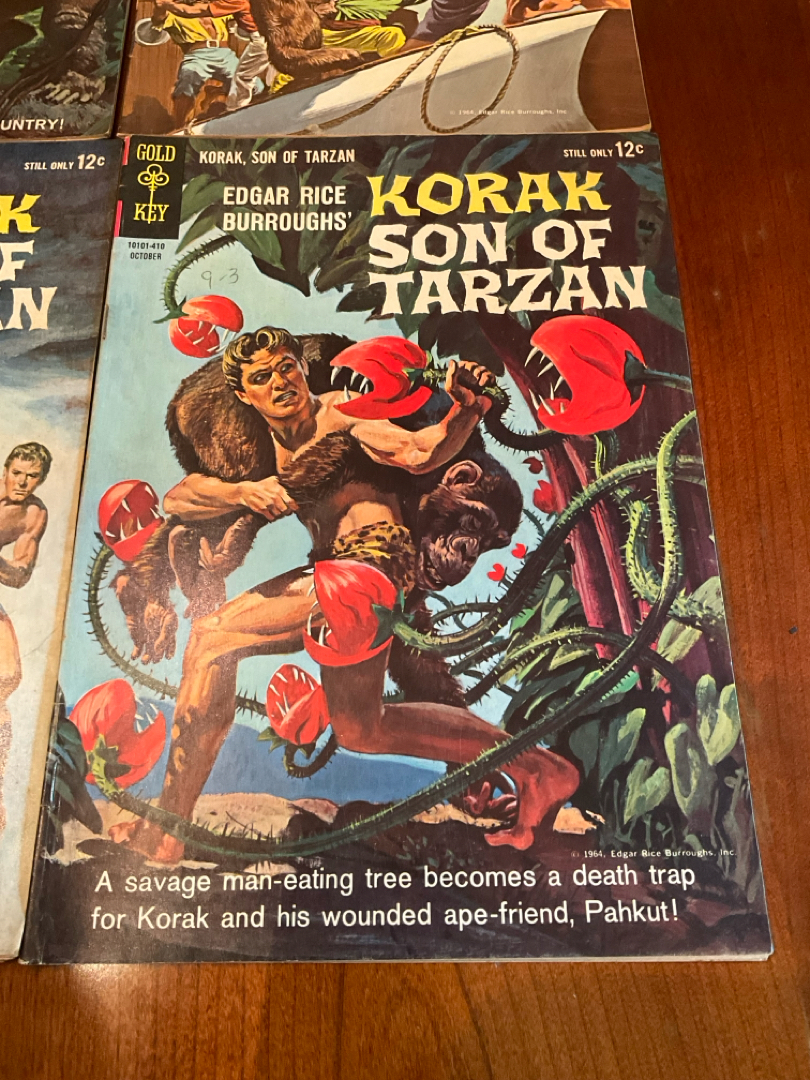 UNTRY!
© 1964, Edgar Rice Burroughs, Inc.
STILL ONLY 12c
K
F
AN
GOLD
KEY
10101-410
OCTOBER
KORAK, SON OF TARZAN
STILL ONLY 12c
EDGAR RICE
BURROUGHS'
KORAK
SON OF
TARZAN
9-3
© 1964, Edgar Rice Burroughs, Inc.
A savage man-eating tree becomes a death trap
for Korak and his wounded ape-friend, Pahkut!